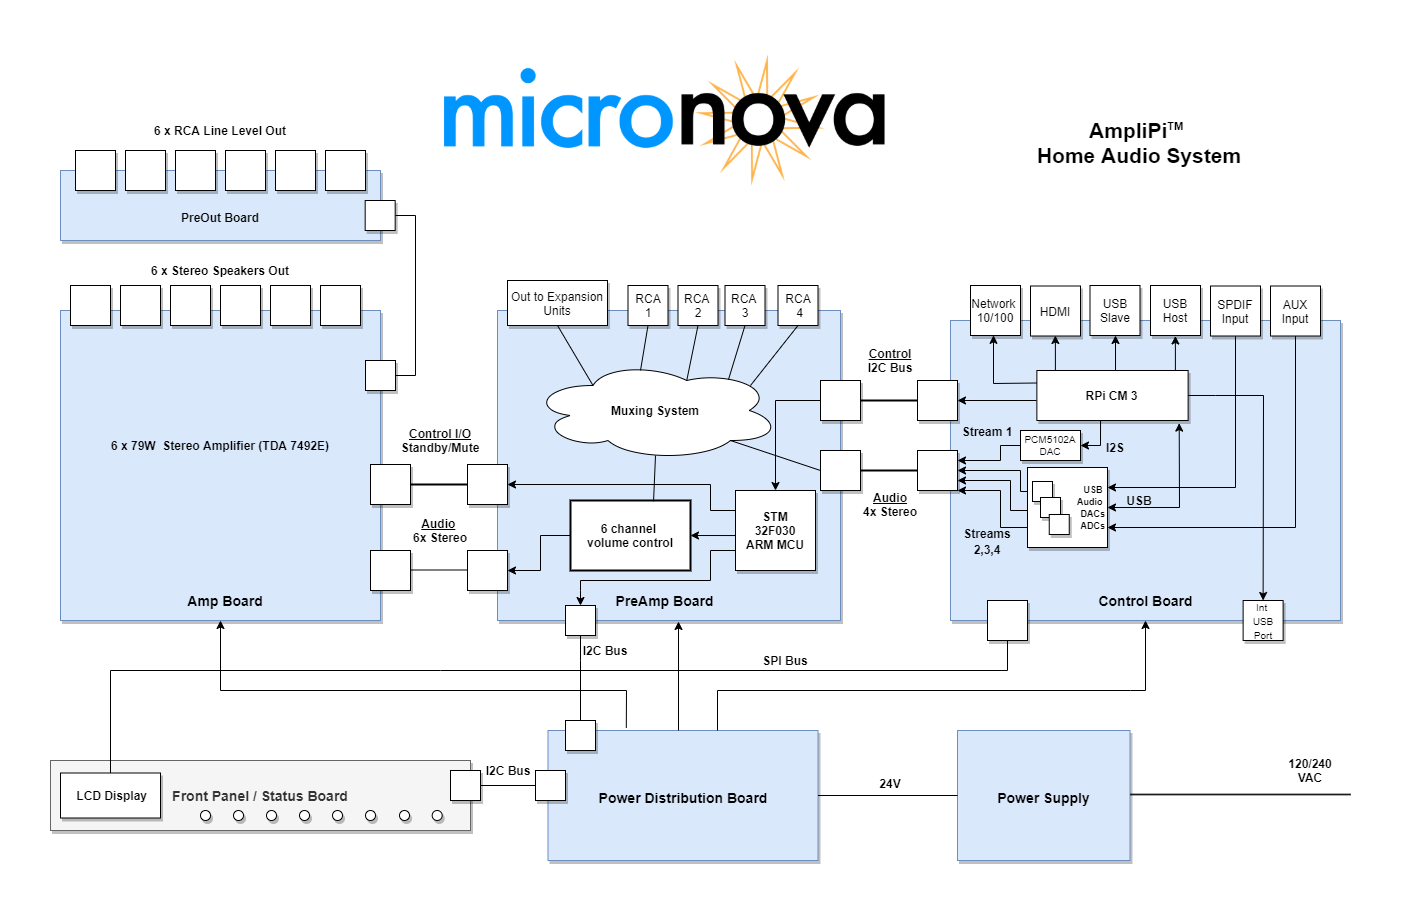 micronova
AmpliPi™
Home Audio System
6 x RCA Line Level Out
PreOut Board
6 x Stereo Speakers Out
6 x 79W Stereo Amplifier (TDA 7492E)
Amp Board
Control I/O
Standby/Mute
Audio
6x Stereo
Out to Expansion
Units
RCA
1
RCA
2
RCA
3
RCA
4
Muxing System
6 channel
volume control
STM
32F030
ARM MCU
PreAmp Board
Control
I2C Bus
Audio
4x Stereo
Network
10/100
HDMI
USB
Slave
USB
Host
SPDIF
Input
AUX
Input
RPi CM 3
Stream 1
PCM5102A
DAC
I2S
USB
Audio
DACs
ADCs
USB
Streams
2,3,4
Control Board
Int
USB
Port
I2C Bus
SPI Bus
LCD Display
Front Panel / Status Board
I2C Bus
Power Distribution Board
24V
Power Supply
120/240
VAC